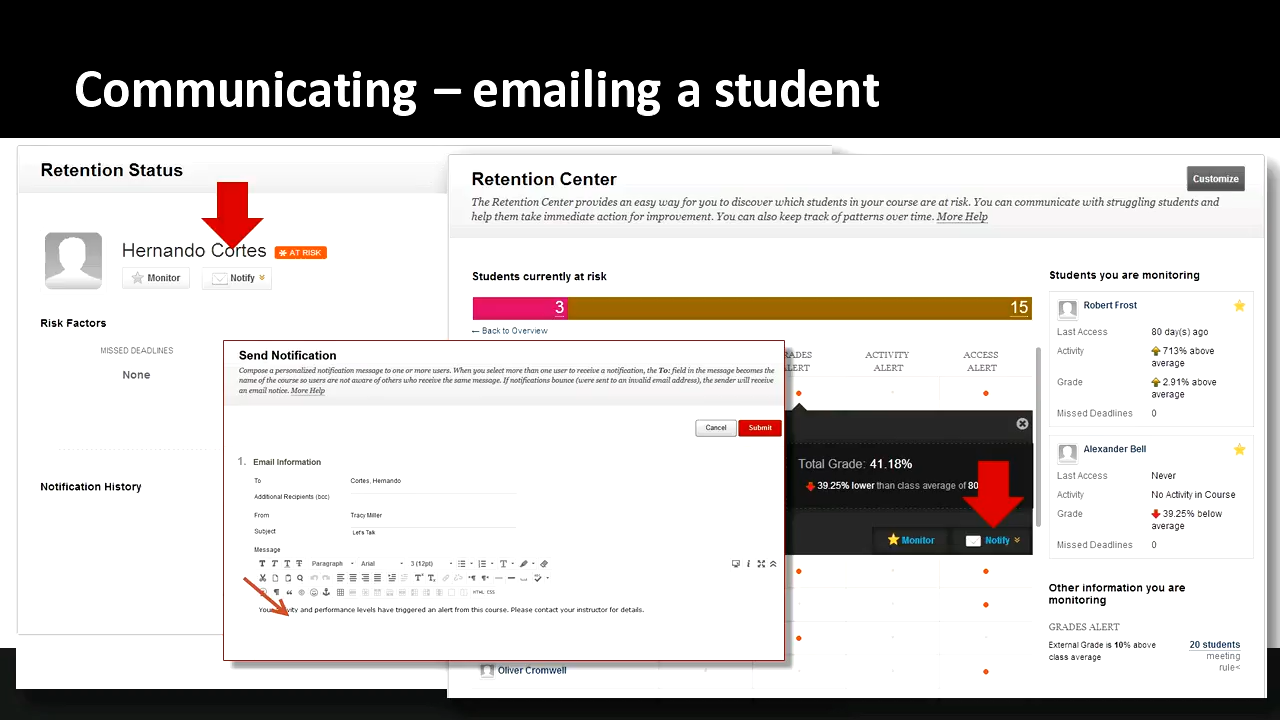 Communicating – emailing a student
Retention Status
Hernando Cortes
AT RISK
Monitor
Notify
Risk Factors
MISSED DEADLINES
None
Notification History
Retention Center
Customize
The Retention Center provides an easy way for you to discover which students in your course are at risk. You can communicate with struggling students and
help them take immediate action for improvement. You can also keep track of patterns over time. More Help
Students currently at risk
3
15
← Back to Overview
ACTIVITY
ALERT
ACCESS
ALERT
Total Grade: 41.18%
39.25% lower than class average of 80
Monitor
Notify
Oliver Cromwell
Send Notification
Compose a personalized notification message to one or more users. When you select more than one user to receive a notification, the To: field in the message becomes the
name of the course so users are not aware of others who receive the same message. If notifications bounce (were sent to an invalid email address), the sender will receive
an email notice. More Help
Cancel
Submit
1. Email Information
To
Cortes, Hernando
Additional Recipients (bcc)
From
Tracy Miller
Subject
Let's Talk
Message
T T T T Paragraph Arial 3 (12pt)
HTML CSS
and performance levels have triggered an alert from this course. Please contact your instructor for details.
Students you are monitoring
Robert Frost
Last Access 80 day(s) ago
Activity 713% above
average
Grade 2.91% above
average
Missed Deadlines 0
Alexander Bell
Last Access Never
Activity No Activity in Course
Grade 39.25% below
average
Missed Deadlines 0
Other information you are
monitoring
GRADES ALERT
External Grade is 10% above
class average
20 students
meeting
rule<